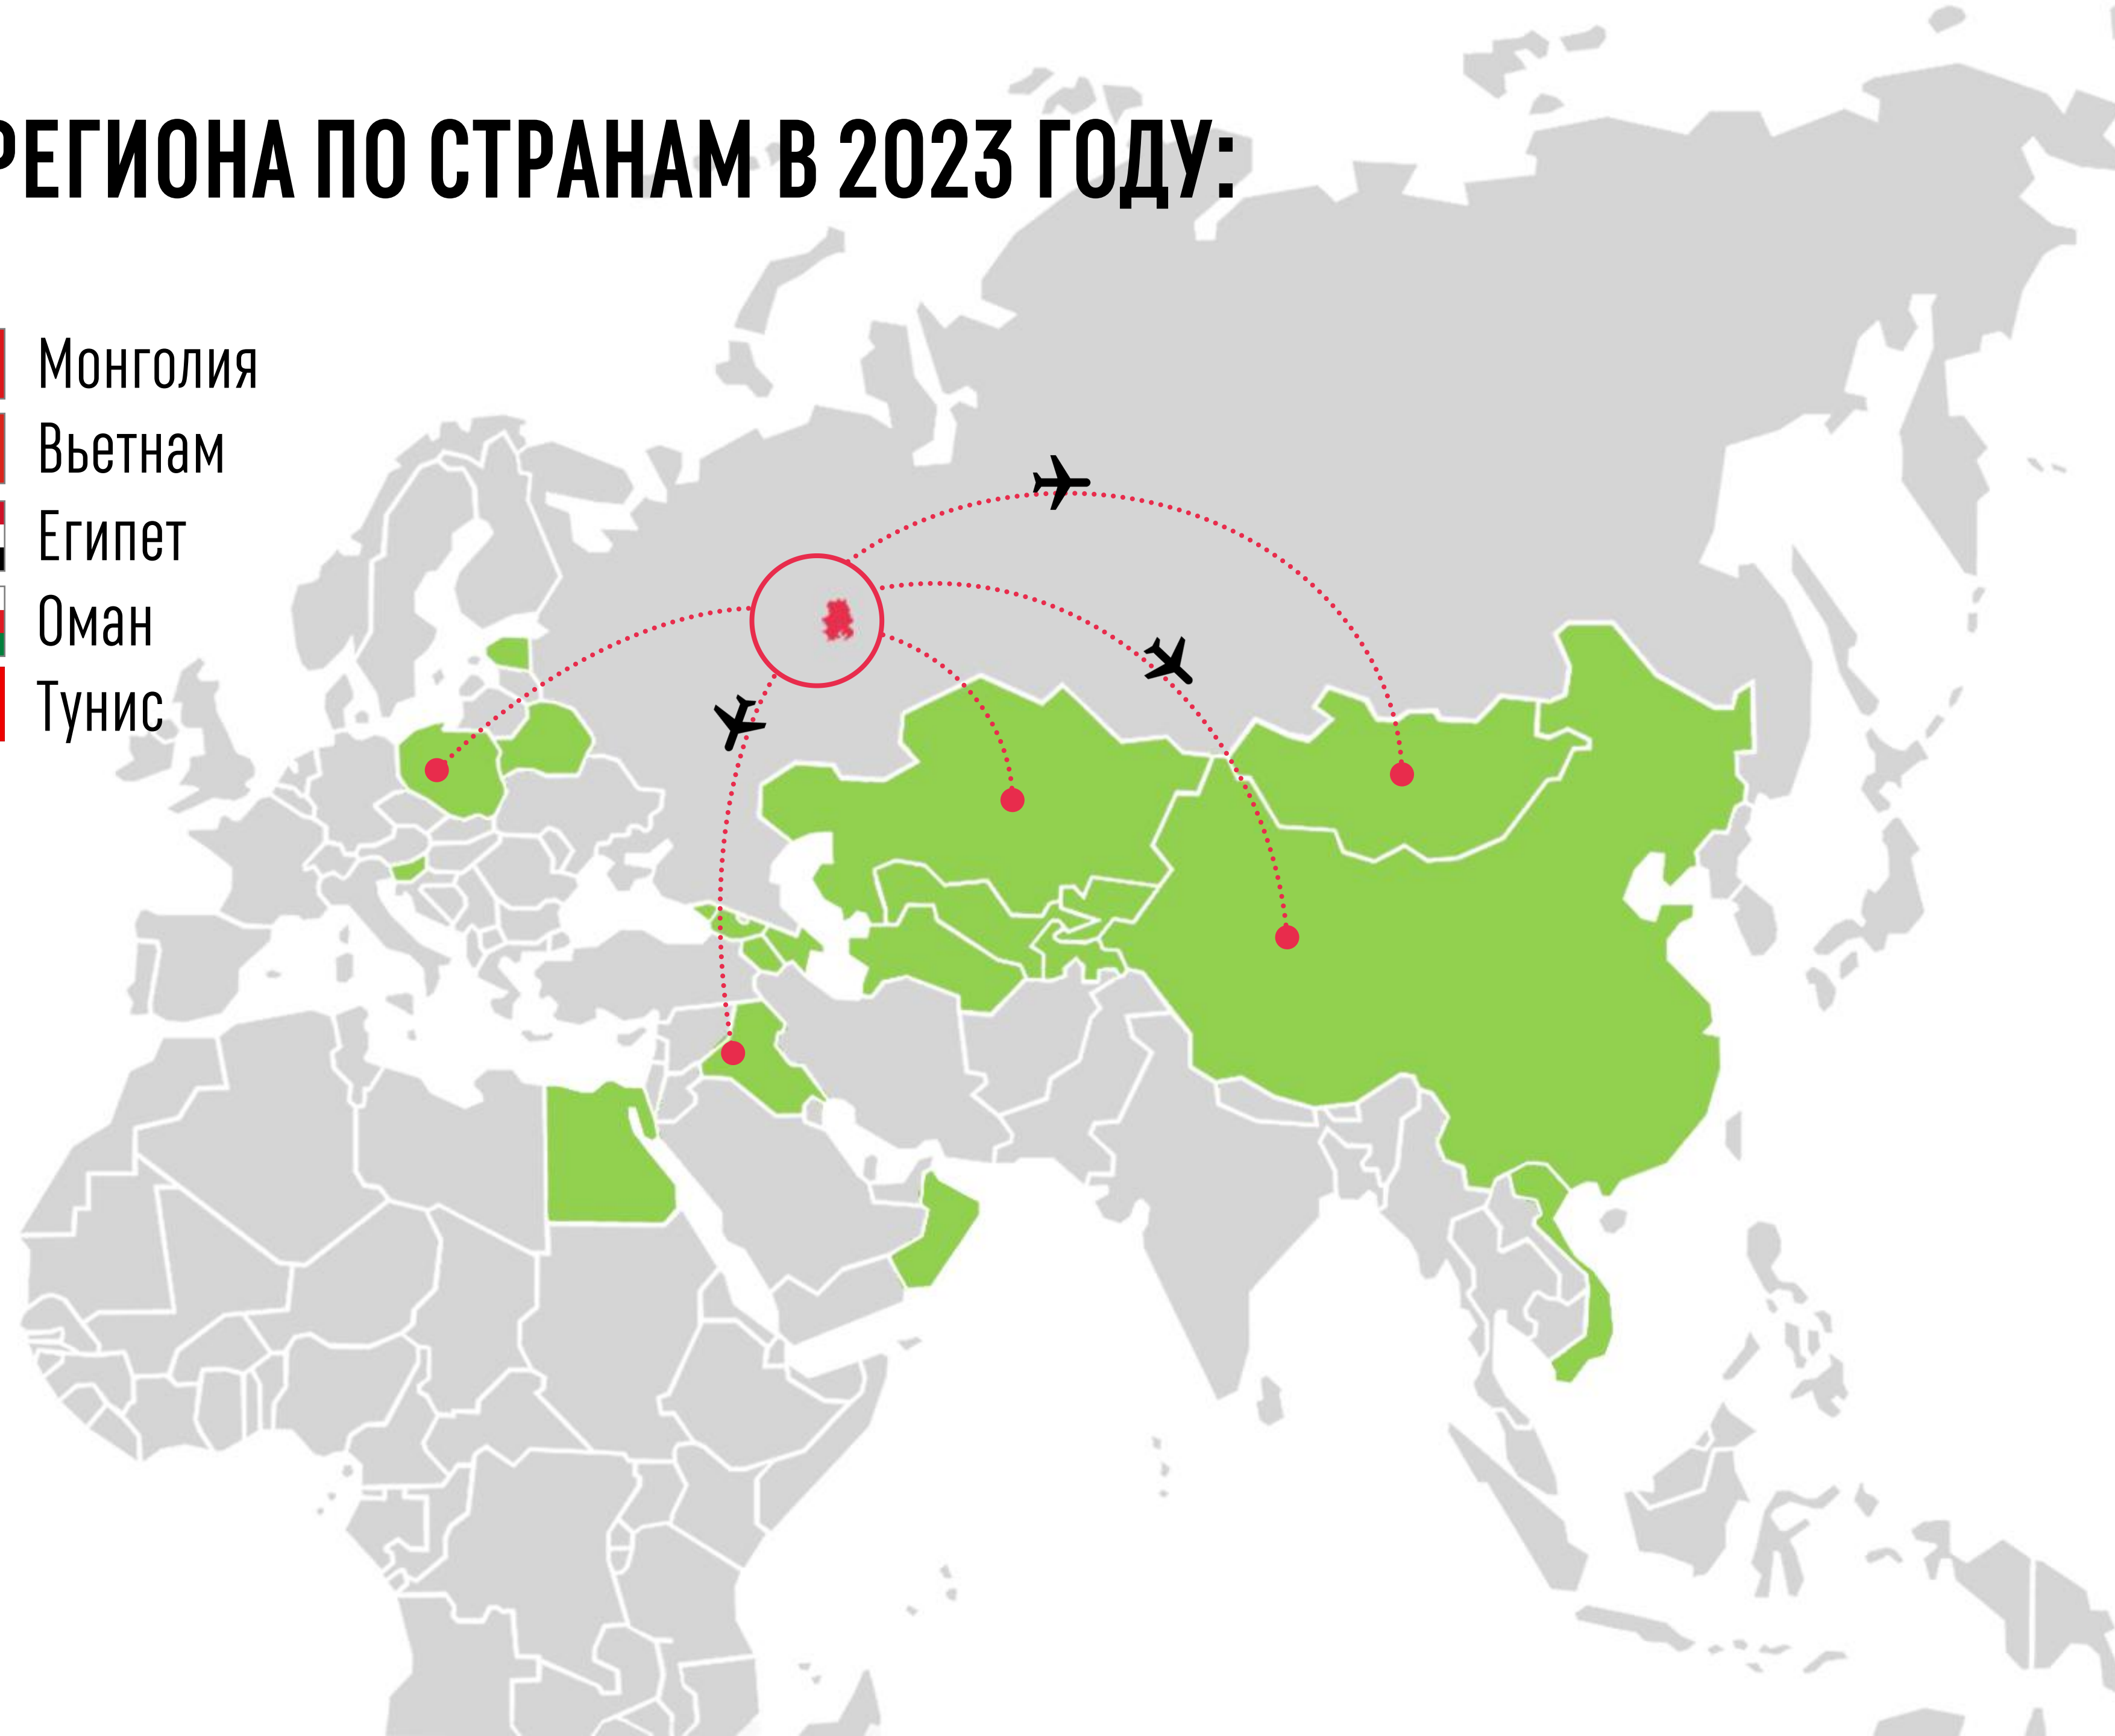 РЕГИОНА ПО СТРАНАМ В 2023 ГОДУ:
Монголия
Вьетнам
Египет
Оман
Тунис